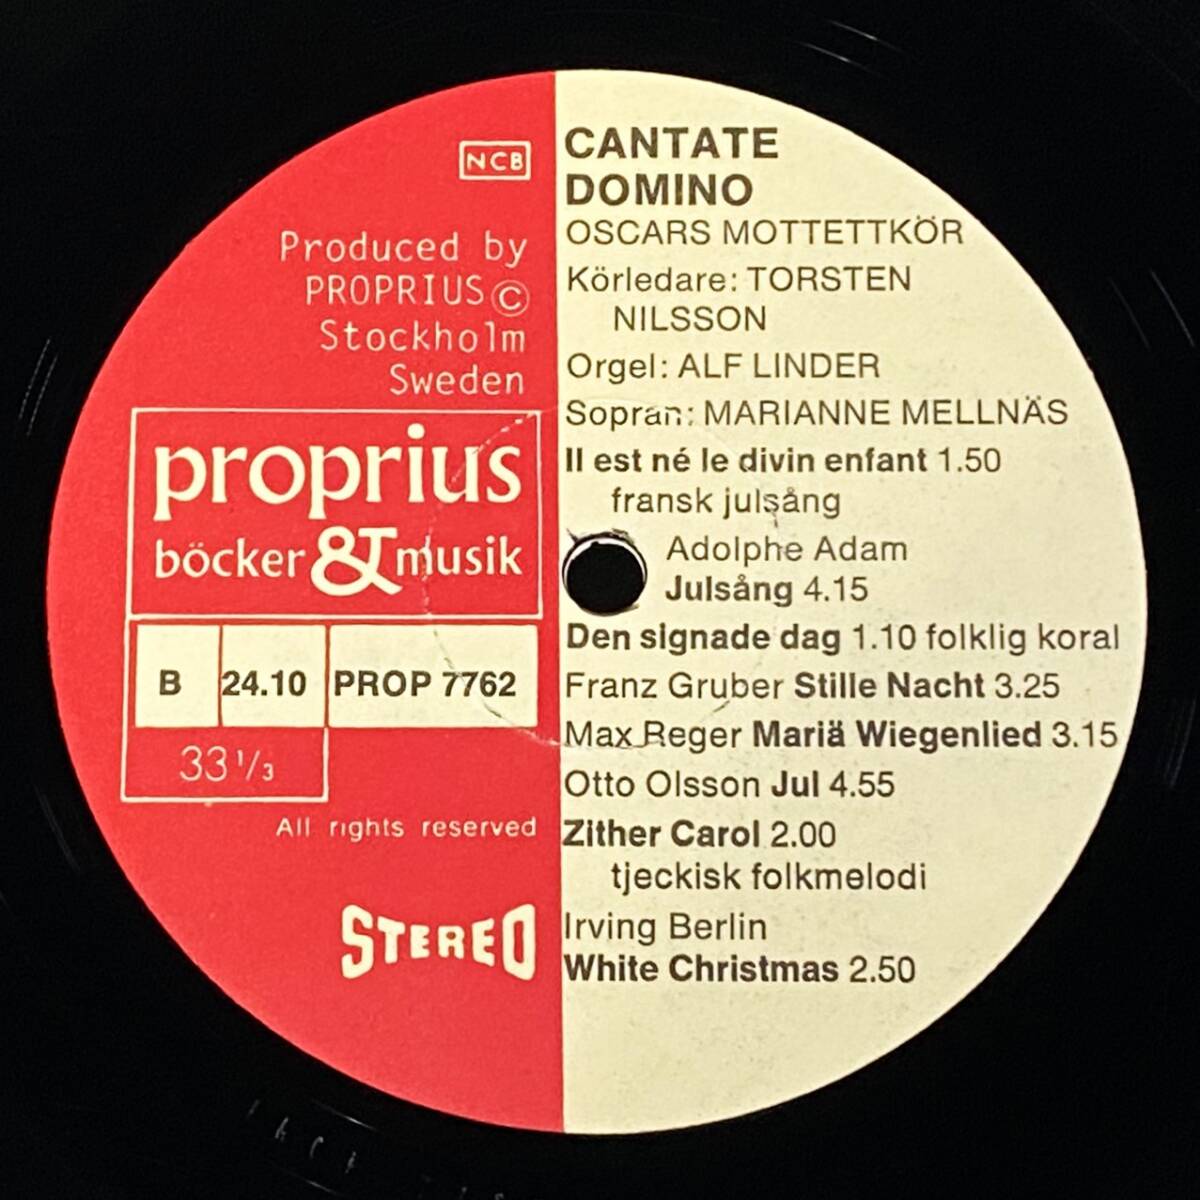 NCB
Produced by
PROPRIUS ©
Stockholm
Sweden
proprius
böcker & musik
B 24.10 PROP 7762
33 1/3
All rights reserved
STEREO
CANTATE
DOMINO
OSCARS MOTTETTKÖR
Körledare: TORSTEN
NILSSON
Orgel: ALF LINDER
Sopran: MARIANNE MELLNÄS
Il est né le divin enfant 1.50
fransk julsång
Adolphe Adam
Julsång 4.15
Den signade dag 1.10 folklig koral
Franz Gruber Stille Nacht 3.25
Max Reger Mariä Wiegenlied 3.15
Otto Olsson Jul 4.55
Zither Carol 2.00
tjeckisk folkmelodi
Irving Berlin
White Christmas 2.50